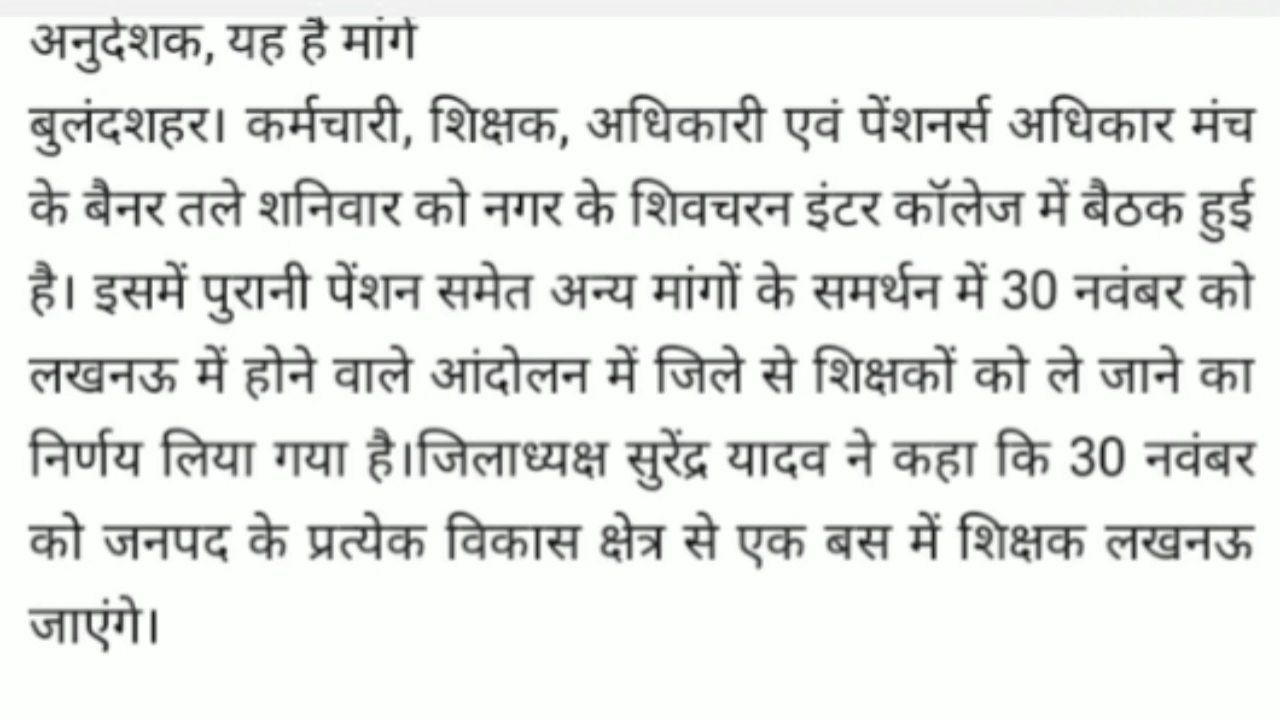 अनुदेशक, यह है मांगे
बुलंदशहर। कर्मचारी, शिक्षक, अधिकारी एवं पेंशनर्स अधिकार मंच
के बैनर तले शनिवार को नगर के शिवचरन इंटर कॉलेज में बैठक हुई
है। इसमें पुरानी पेंशन समेत अन्य मांगों के समर्थन में 30 नवंबर को
लखनऊ में होने वाले आंदोलन में जिले से शिक्षकों को ले जाने का
निर्णय लिया गया है।जिलाध्यक्ष सुरेंद्र यादव ने कहा कि 30 नवंबर
को जनपद के प्रत्येक विकास क्षेत्र से एक बस में शिक्षक लखनऊ
जाएंगे।